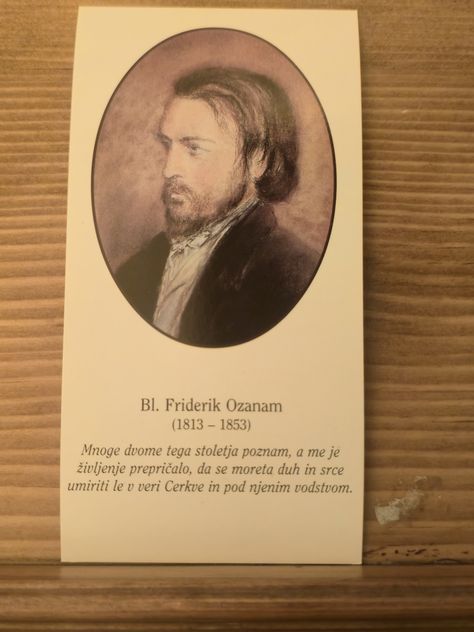 Bl. Friderik Ozanam
(1813 – 1853)
Mnoge dvome tega stoletja poznam, a me je
življenje prepričalo, da se moreta duh in srce
umiriti le v veri Cerkve in pod njenim vodstvom.